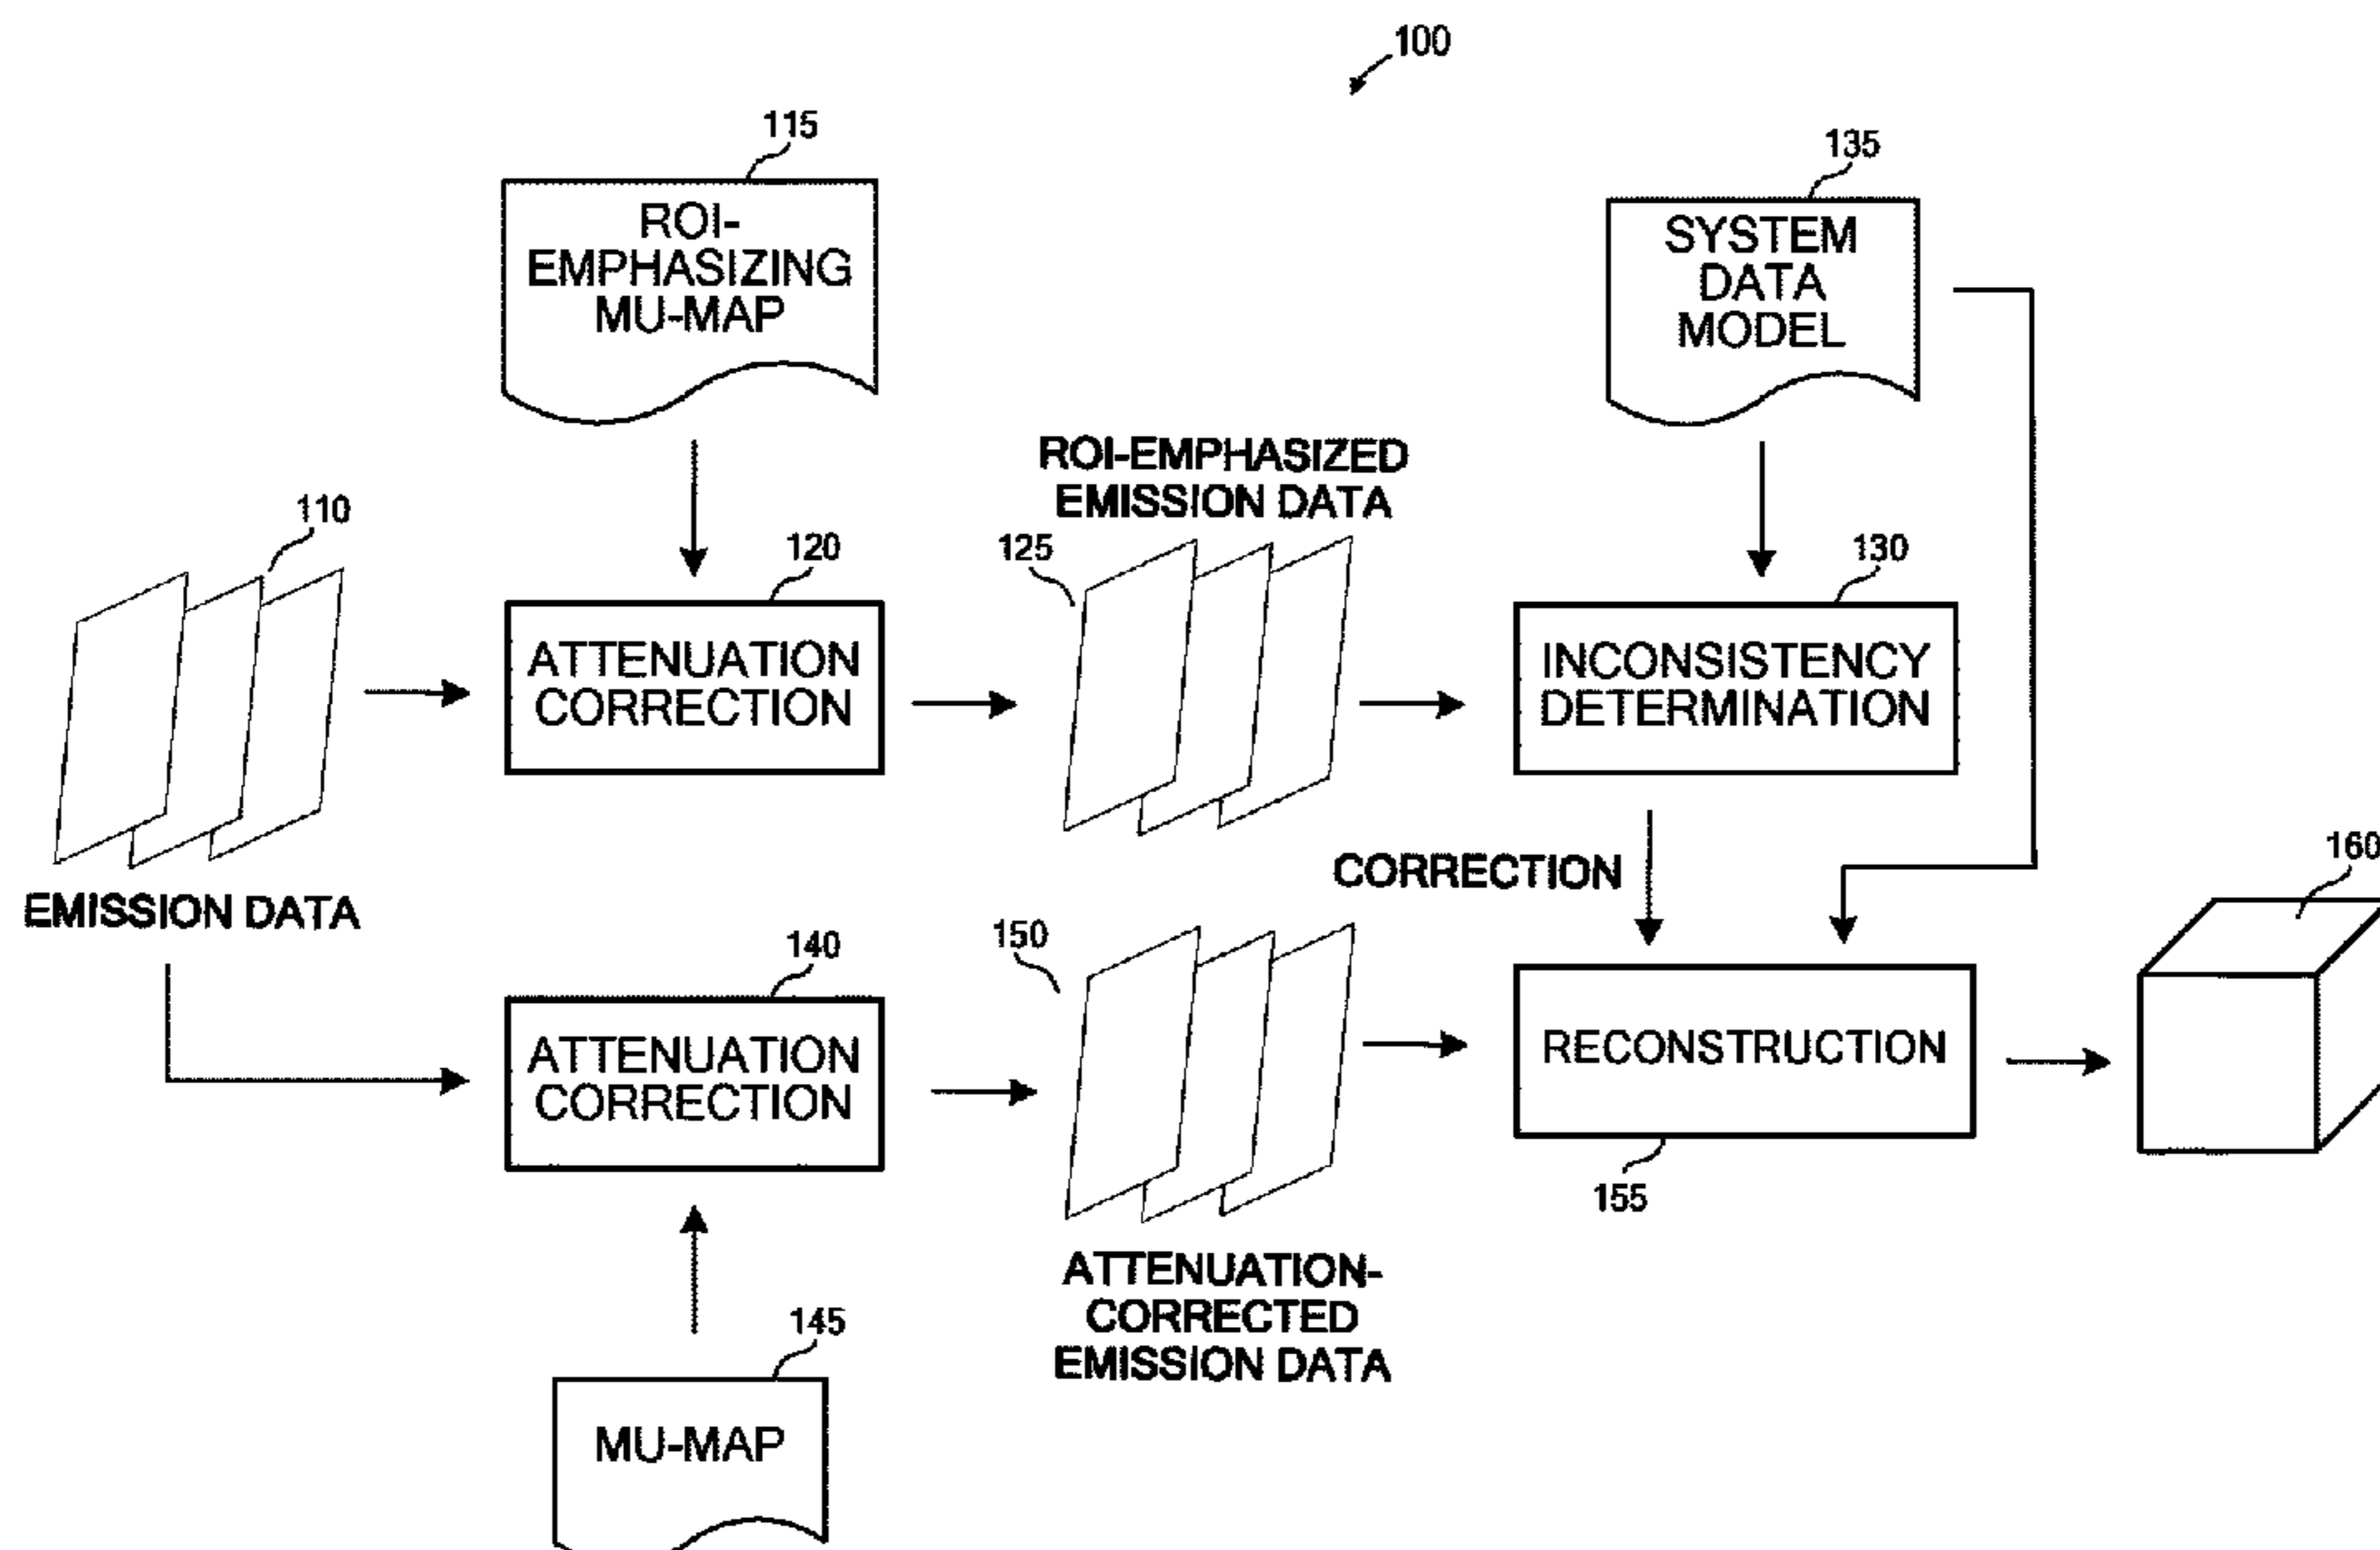 100
115
ROI-
EMPHASIZING
MU-MAP
135
SYSTEM
DATA
MODEL
110
EMISSION DATA
120
ATTENUATION
CORRECTION
ROI-EMPHASIZED
EMISSION DATA
125
130
INCONSISTENCY
DETERMINATION
CORRECTION
140
ATTENUATION
CORRECTION
145
MU-MAP
150
ATTENUATION-
CORRECTED
EMISSION DATA
RECONSTRUCTION
155
160